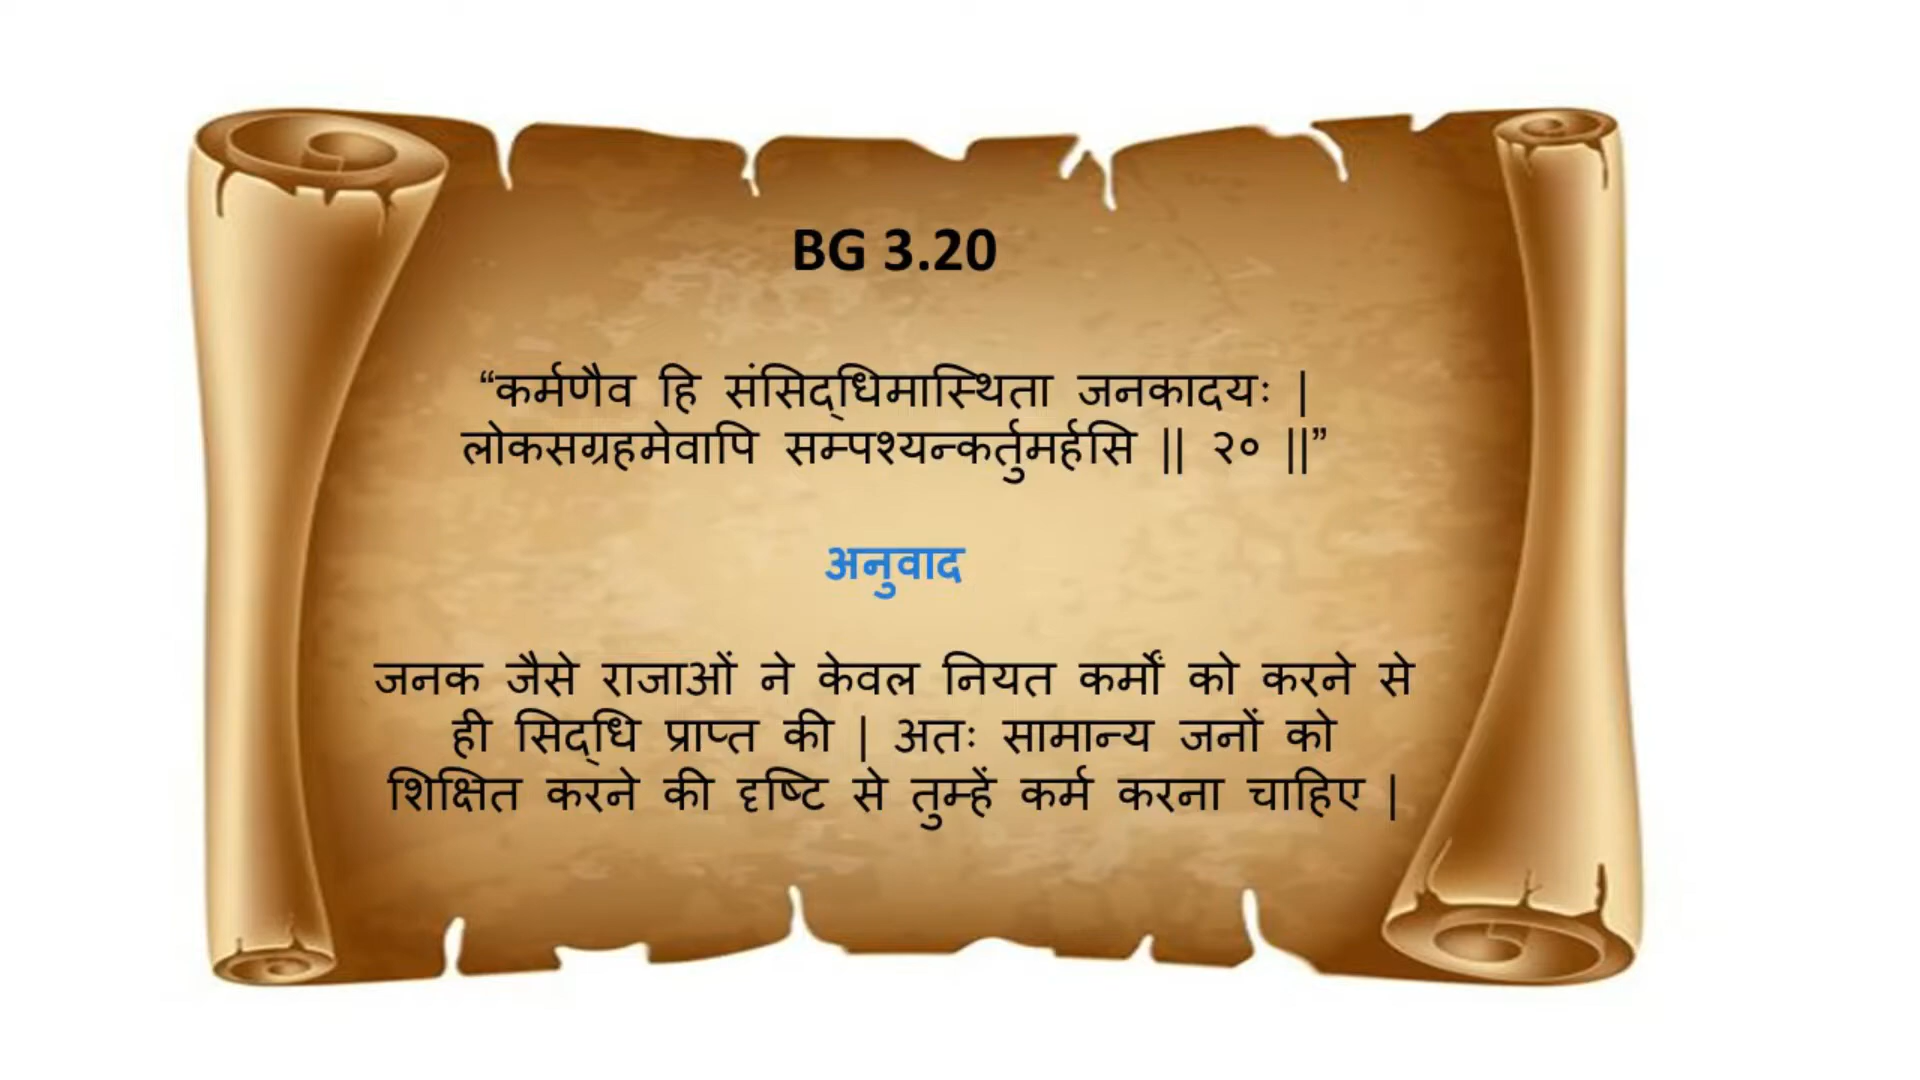 BG 3.20
“कर्मणैव हि संसिद्धिमास्थिता जनकादयः |
लोकसग्रहमेवापि सम्पश्यन्कर्तुमर्हसि || २० ||”
अनुवाद
जनक जैसे राजाओं ने केवल नियत कर्मों को करने से
ही सिद्धि प्राप्त की | अतः सामान्य जनों को
शिक्षित करने की दृष्टि से तुम्हें कर्म करना चाहिए |